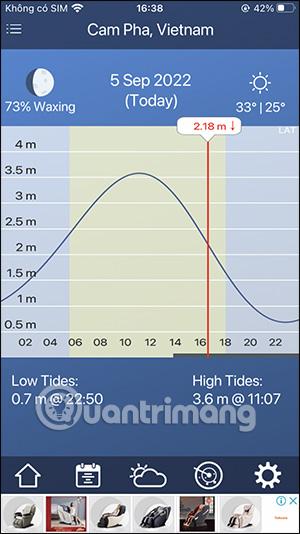 Không có SIM 16:38 42%
Cam Pha, Vietnam
5 Sep 2022
(Today)
73% Waxing
33° | 25°
2.18 m ↓
LAT
4 m
3.5 m
3 m
2.5 m
2 m
1.5 m
1 m
0.5 m
02 04 06 08 10 12 14 16 18 20 22
Low Tides:
0.7 m @ 22:50
High Tides:
3.6 m @ 11:07
Quantrimang